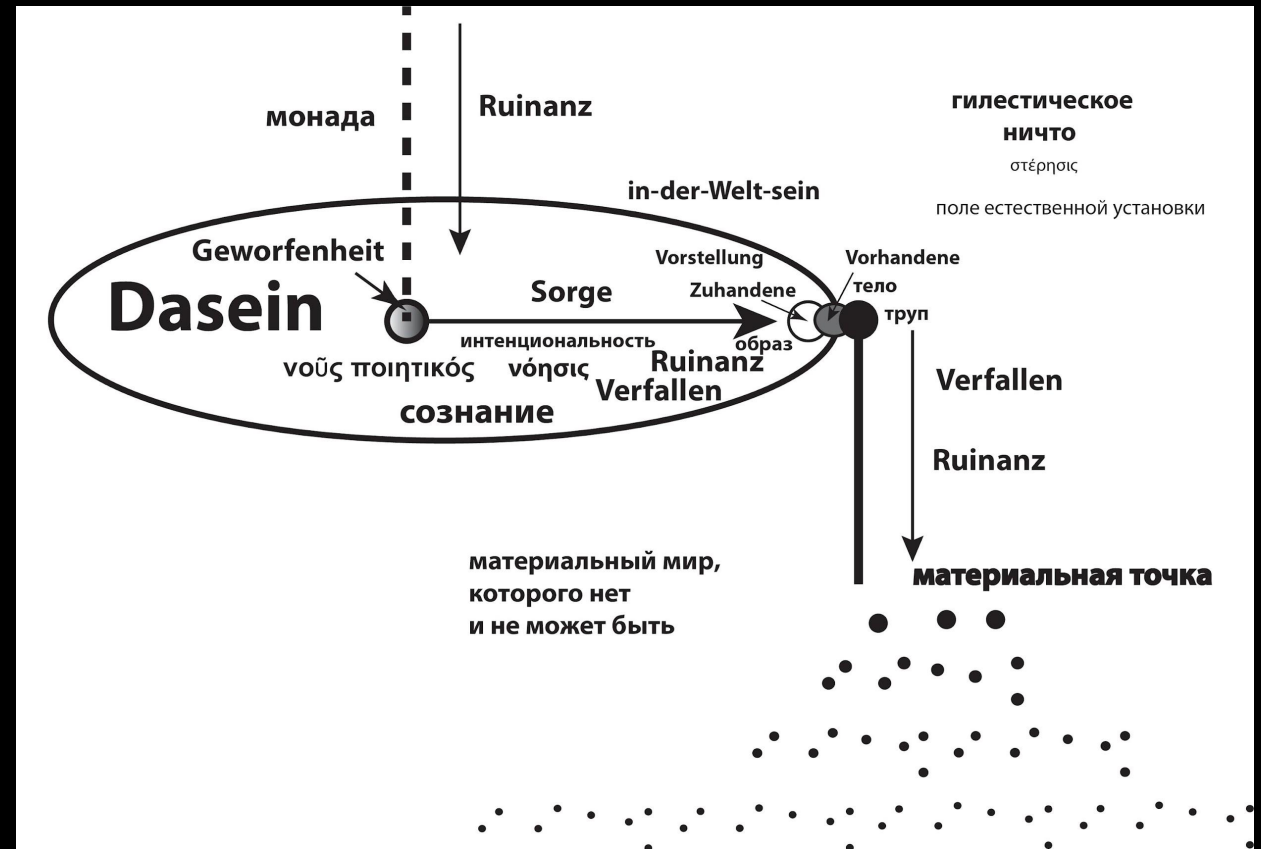 монада
Ruinanz
гилестическое
ничто
στέρησις
поле естественной установки
in-der-Welt-sein
Geworfenheit
Dasein
Sorge
Vorstellung
Zuhandene
Vorhandene
тело
труп
интенциональность
образ
νοῦς ποιητικός
νόησις
Ruinanz
Verfallen
сознание
Verfallen
Ruinanz
материальный мир,
которого нет
и не может быть
материальная точка